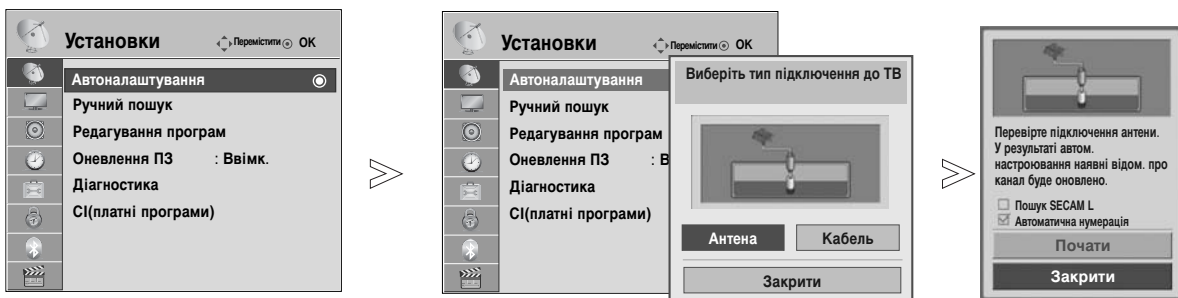 Установки Перемістити OK
Автоналаштування
Ручний пошук
Редагування програм
Оневлення ПЗ : Ввімк.
Діагностика
CI(платні програми)
Установки Перемістити OK
Автоналаштування
Ручний пошук
Редагування програм
Оневлення ПЗ : В
Діагностика
CI(платні програми)
Виберіть тип підключення до ТВ
Антена Кабель
Закрити
Перевірте підключення антени.
У результаті автом.
настроювання наявні відом. про
канал буде оновлено.
Пошук SECAM L
Автоматична нумерація
Почати
Закрити